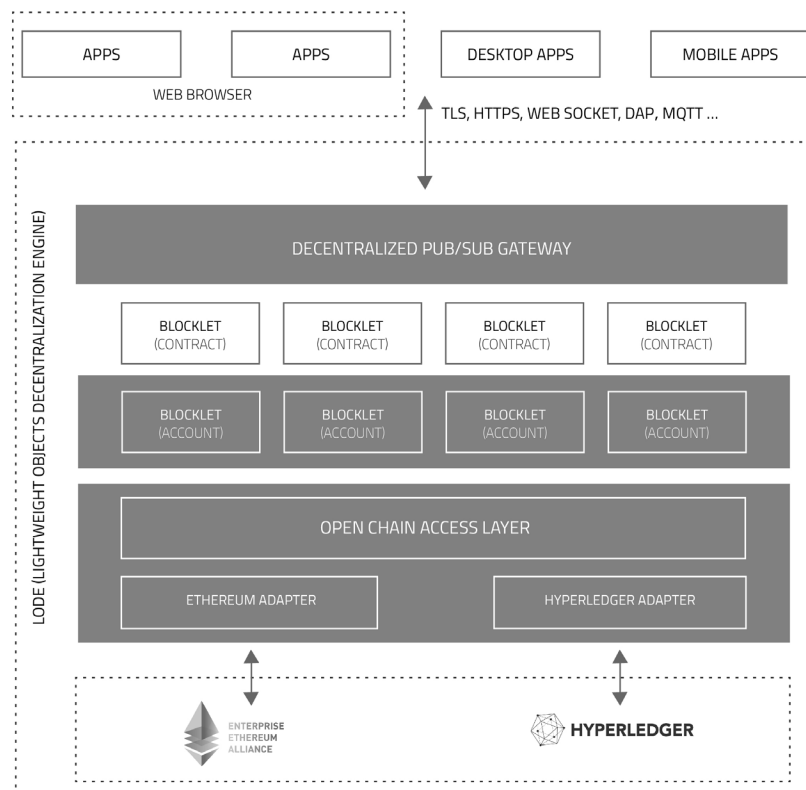 APPS
APPS
DESKTOP APPS
MOBILE APPS
WEB BROWSER
TLS, HTTPS, WEB SOCKET, DAP, MQTT ...
LODE (LIGHTWEIGHT OBJECTS DECENTRALIZATION ENGINE)
DECENTRALIZED PUB/SUB GATEWAY
BLOCKLET
(CONTRACT)
BLOCKLET
(CONTRACT)
BLOCKLET
(CONTRACT)
BLOCKLET
(CONTRACT)
BLOCKLET
(ACCOUNT)
BLOCKLET
(ACCOUNT)
BLOCKLET
(ACCOUNT)
BLOCKLET
(ACCOUNT)
OPEN CHAIN ACCESS LAYER
ETHEREUM ADAPTER
HYPERLEDGER ADAPTER
ENTERPRISE
ETHEREUM
ALLIANCE
HYPERLEDGER